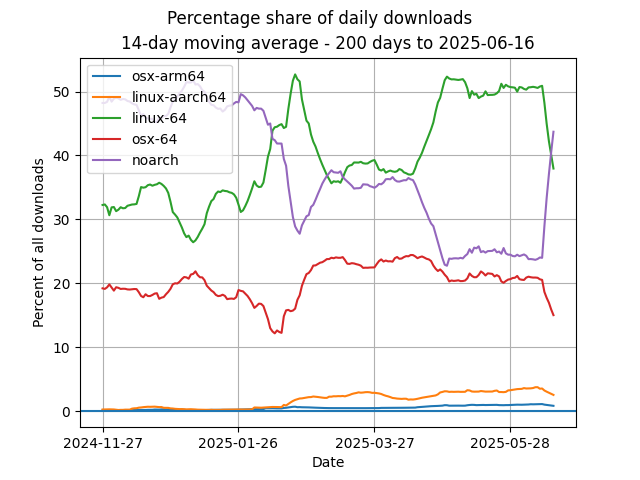 Percentage share of daily downloads
14-day moving average - 200 days to 2025-06-16
osx-arm64
linux-aarch64
linux-64
osx-64
noarch
Percent of all downloads
50
40
30
20
10
0
2024-11-27
2025-01-26
2025-03-27
2025-05-28
Date